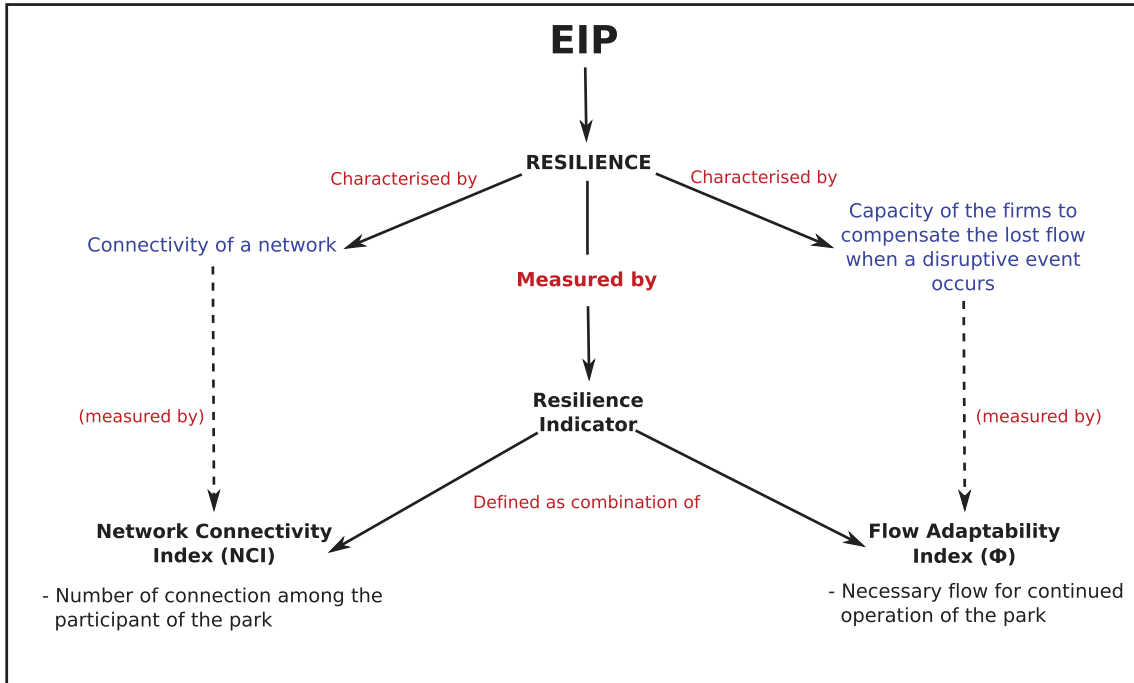 EIP
RESILIENCE
Characterised by
Characterised by
Connectivity of a network
Capacity of the firms to
compensate the lost flow
when a disruptive event
occurs
Measured by
Resilience
Indicator
(measured by)
(measured by)
Defined as combination of
Network Connectivity
Index (NCI)
- Number of connection among the
participant of the park
Flow Adaptability
Index (Φ)
- Necessary flow for continued
operation of the park